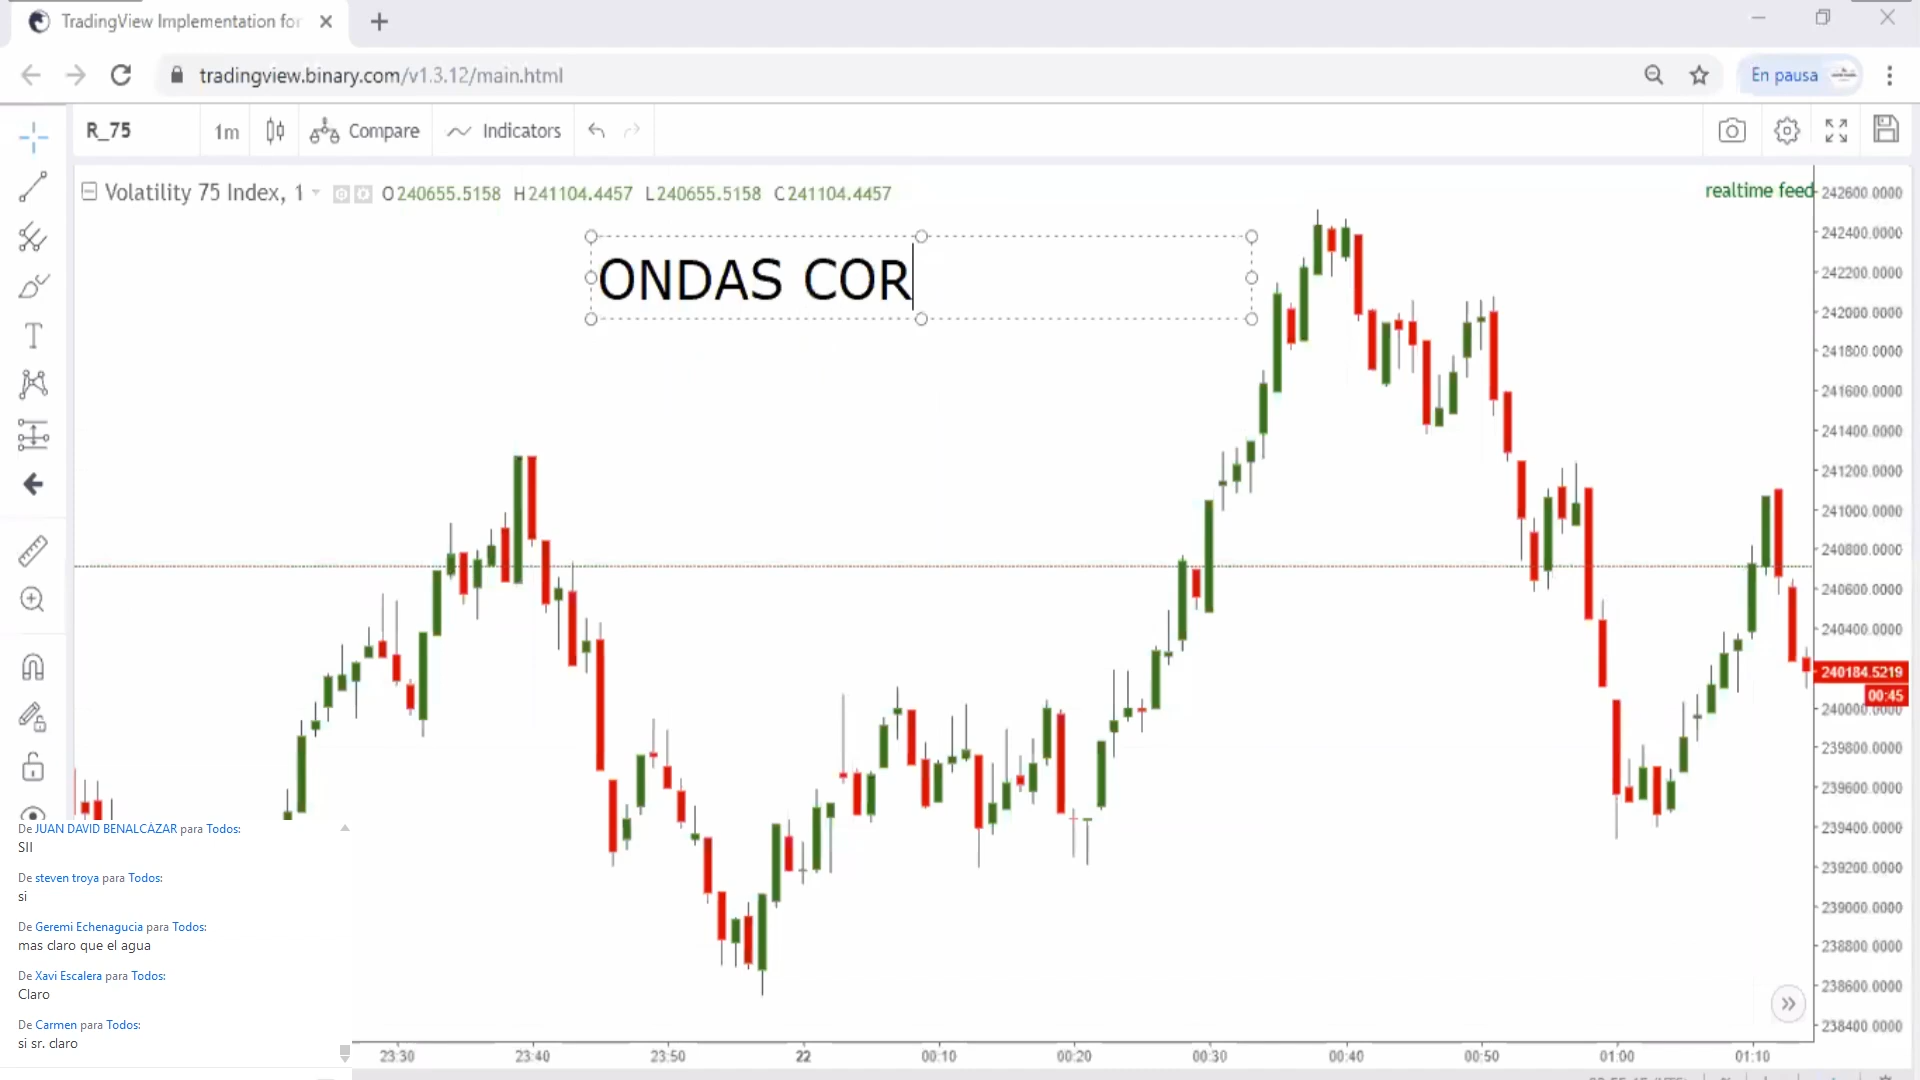 TradingView Implementation for
tradingview.binary.com/v1.3.12/main.html
En pausa
R_75
1m
Compare
Indicators
Volatility 75 Index, 1
O240655.5158 H241104.4457 L240655.5158 C241104.4457
realtime feed
ONDAS COR
242600.0000
242400.0000
242200.0000
242000.0000
241800.0000
241600.0000
241400.0000
241200.0000
241000.0000
240800.0000
240600.0000
240400.0000
240184.5219
00:45
240000.0000
239800.0000
239600.0000
239400.0000
239200.0000
239000.0000
238800.0000
238600.0000
238400.0000
De JUAN DAVID BENALCÁZAR para Todos:
SII
De steven troya para Todos:
si
De Geremi Echenagucia para Todos:
mas claro que el agua
De Xavi Escalera para Todos:
Claro
De Carmen para Todos:
si sr. claro
23:30 23:40 23:50 22 00:10 00:20 00:30 00:40 00:50 01:00 01:10